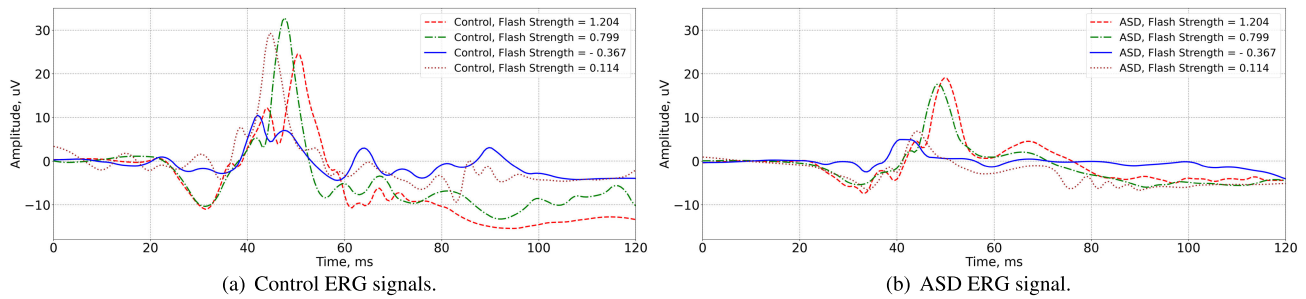 Amplitude, uV
30
20
10
0
−10
Control, Flash Strength = 1.204
Control, Flash Strength = 0.799
Control, Flash Strength = - 0.367
Control, Flash Strength = 0.114
0 20 40 60 80 100 120
Time, ms
(a) Control ERG signals.
Amplitude, uV
30
20
10
0
−10
ASD, Flash Strength = 1.204
ASD, Flash Strength = 0.799
ASD, Flash Strength = - 0.367
ASD, Flash Strength = 0.114
0 20 40 60 80 100 120
Time, ms
(b) ASD ERG signal.